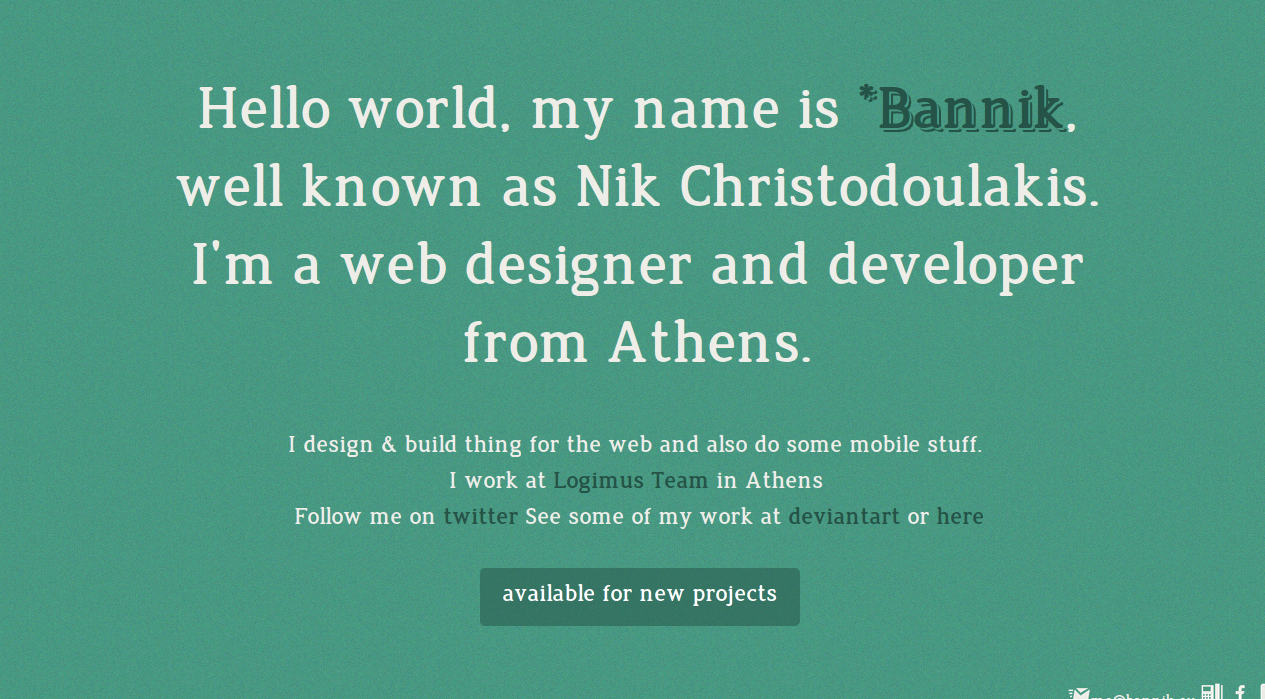 Hello world, my name is *Bannik,
well known as Nik Christodoulakis.
I'm a web designer and developer
from Athens.
I design & build thing for the web and also do some mobile stuff.
I work at Logimus Team in Athens
Follow me on twitter See some of my work at deviantart or here
available for new projects